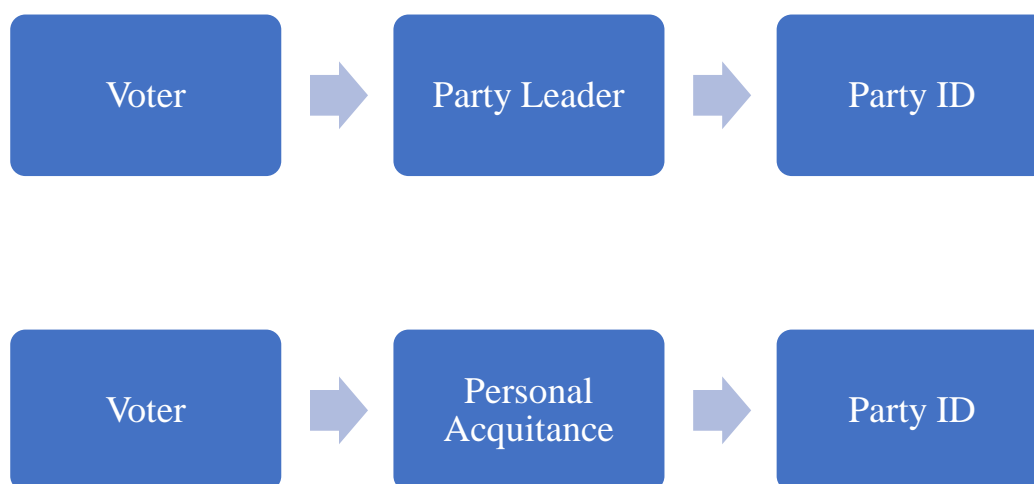 Voter
Party Leader
Party ID
Voter
Personal
Acquitance
Party ID